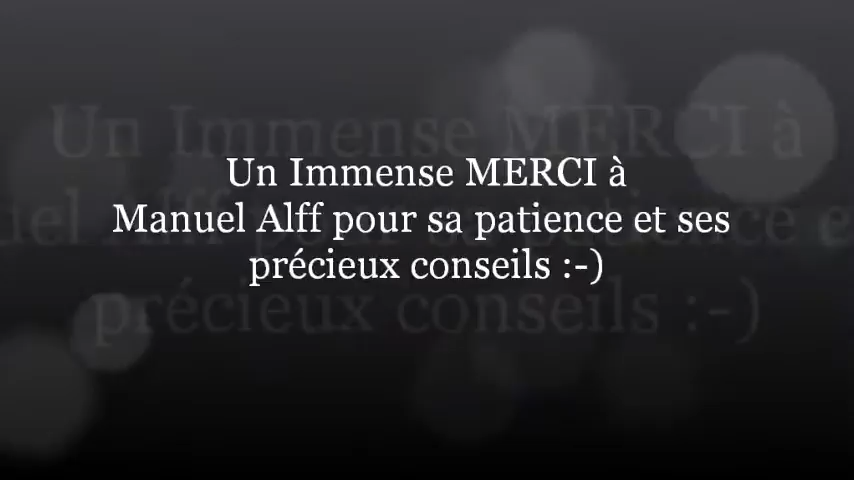 Un Immense MERCI à
Manuel Alff pour sa patience et ses
précieux conseils :-)